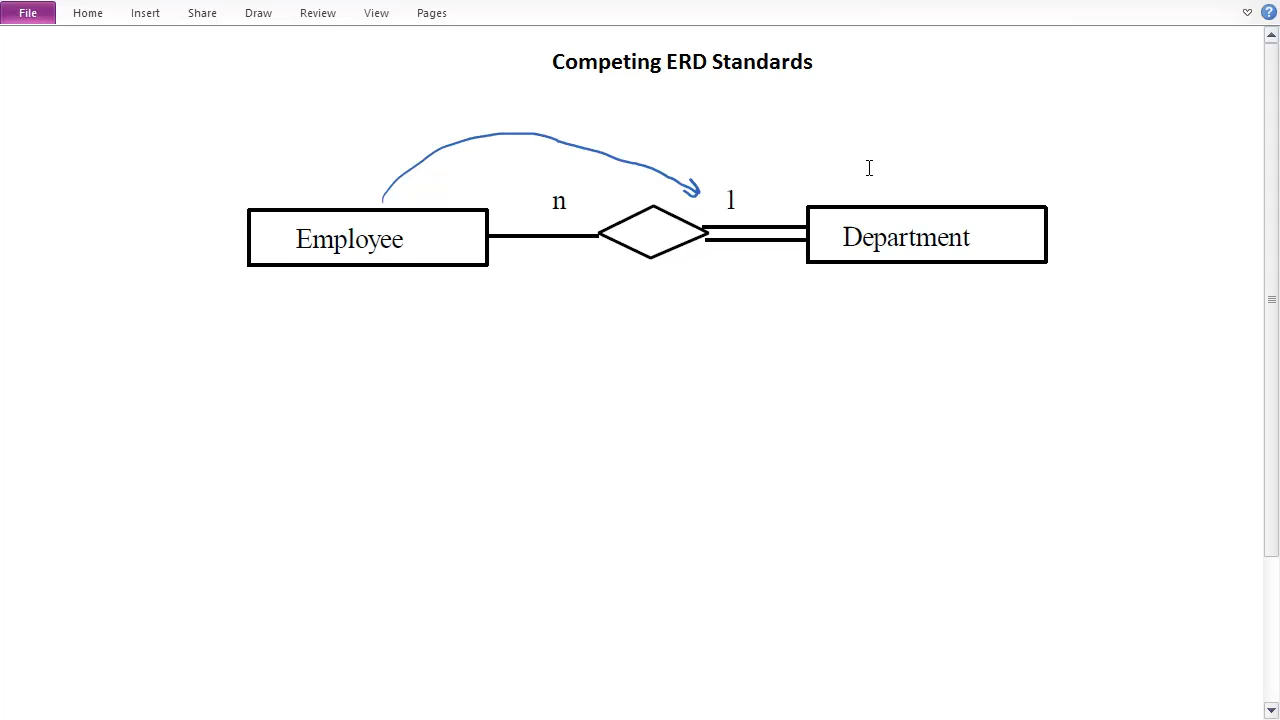 File Home Insert Share Draw Review View Pages
Competing ERD Standards
n 1
Employee Department